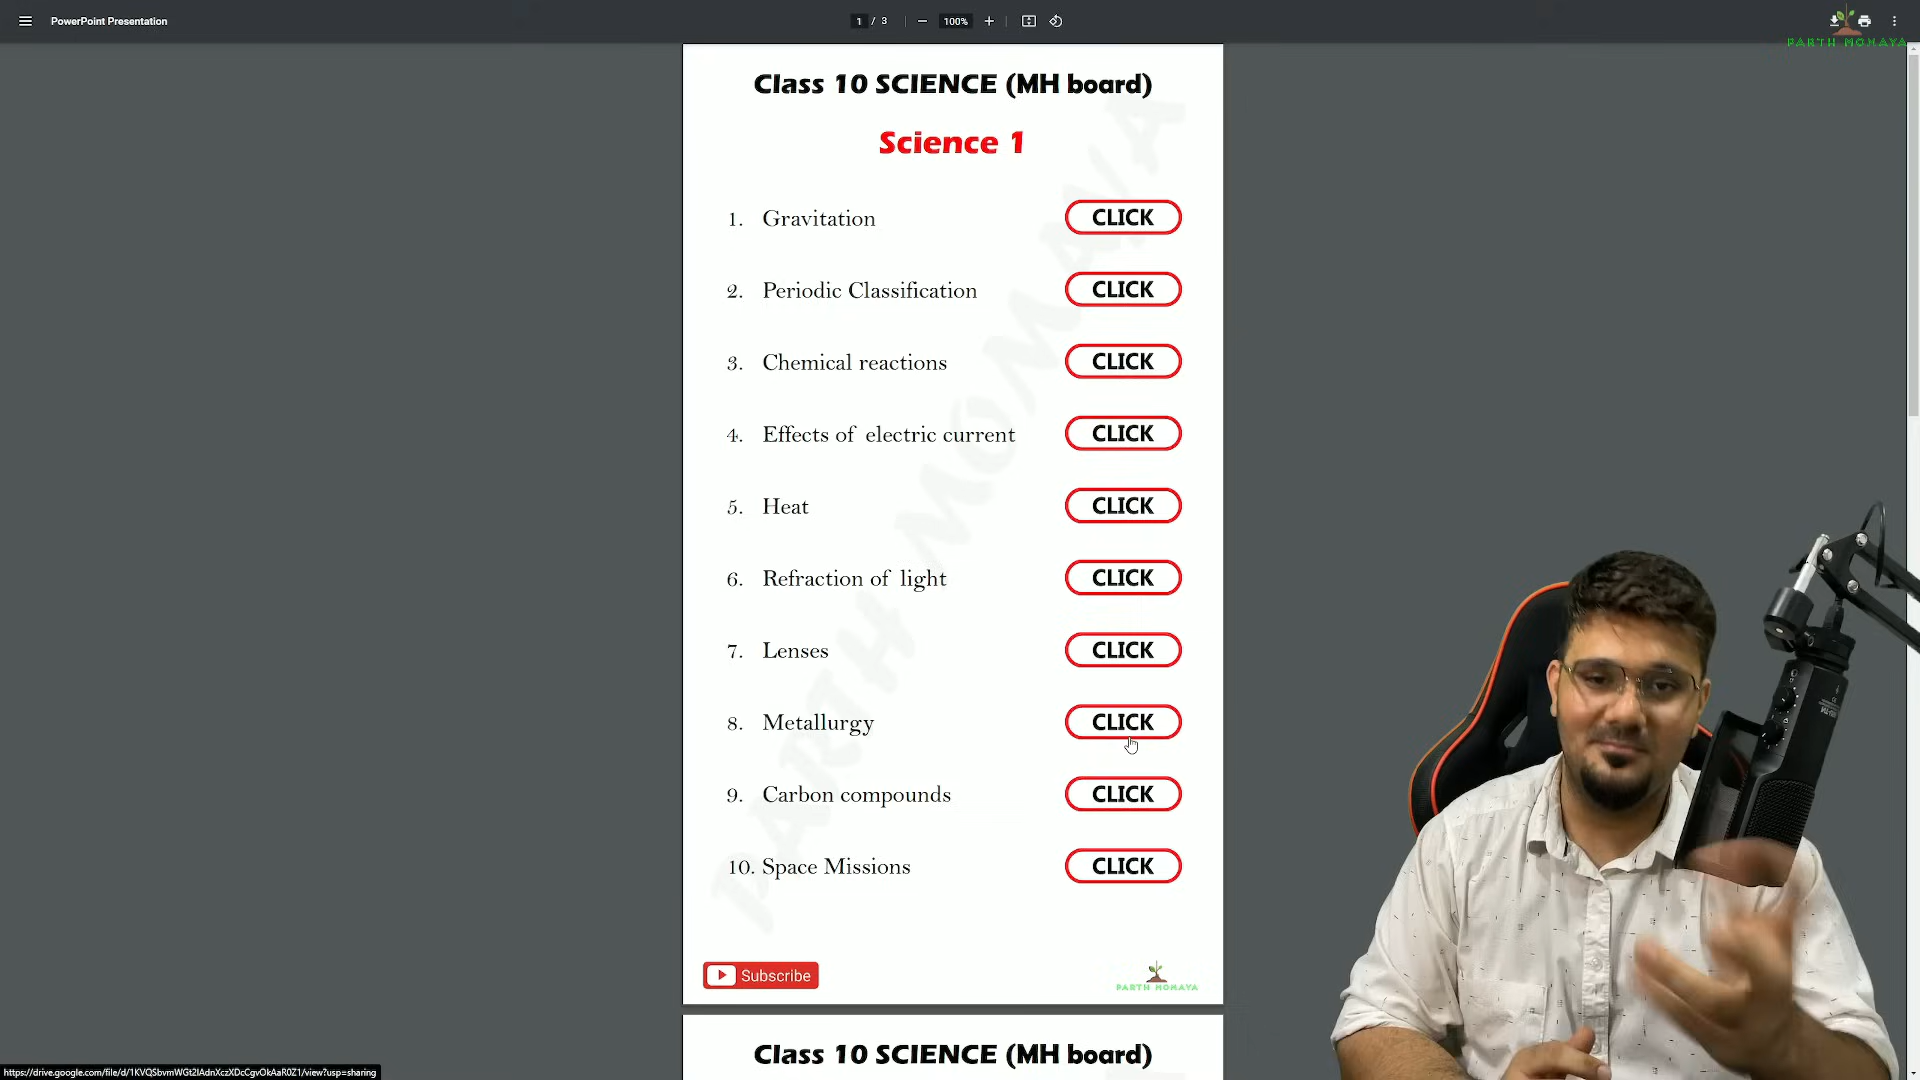 PowerPoint Presentation
1 / 3
100%
PARTH MOMAYA
Class 10 SCIENCE (MH board)
Science 1
1. Gravitation CLICK
2. Periodic Classification CLICK
3. Chemical reactions CLICK
4. Effects of electric current CLICK
5. Heat CLICK
6. Refraction of light CLICK
7. Lenses CLICK
8. Metallurgy CLICK
9. Carbon compounds CLICK
10. Space Missions CLICK
PARTH MOMAYA
Subscribe
PARTH MOMAYA
Class 10 SCIENCE (MH board)